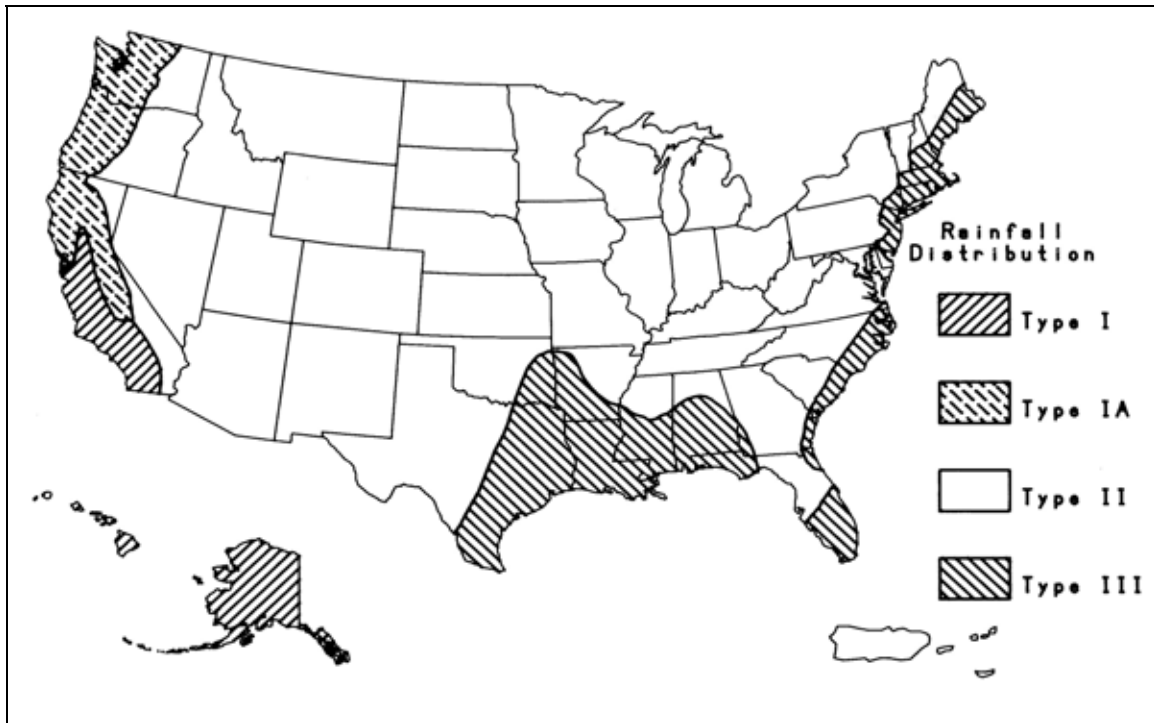 Rainfall
Distribution
Type I
Type IA
Type II
Type III